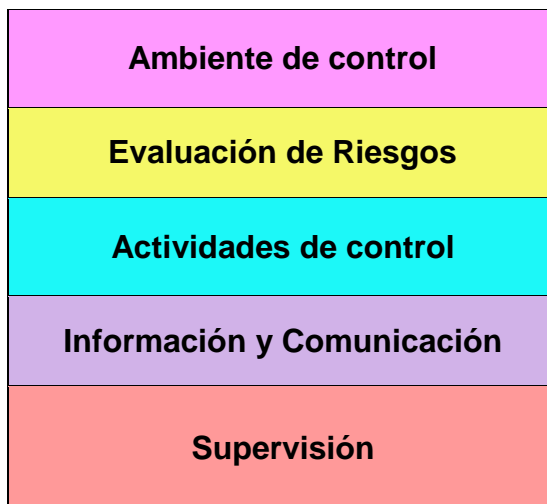 Ambiente de control
Evaluación de Riesgos
Actividades de control
Información y Comunicación
Supervisión